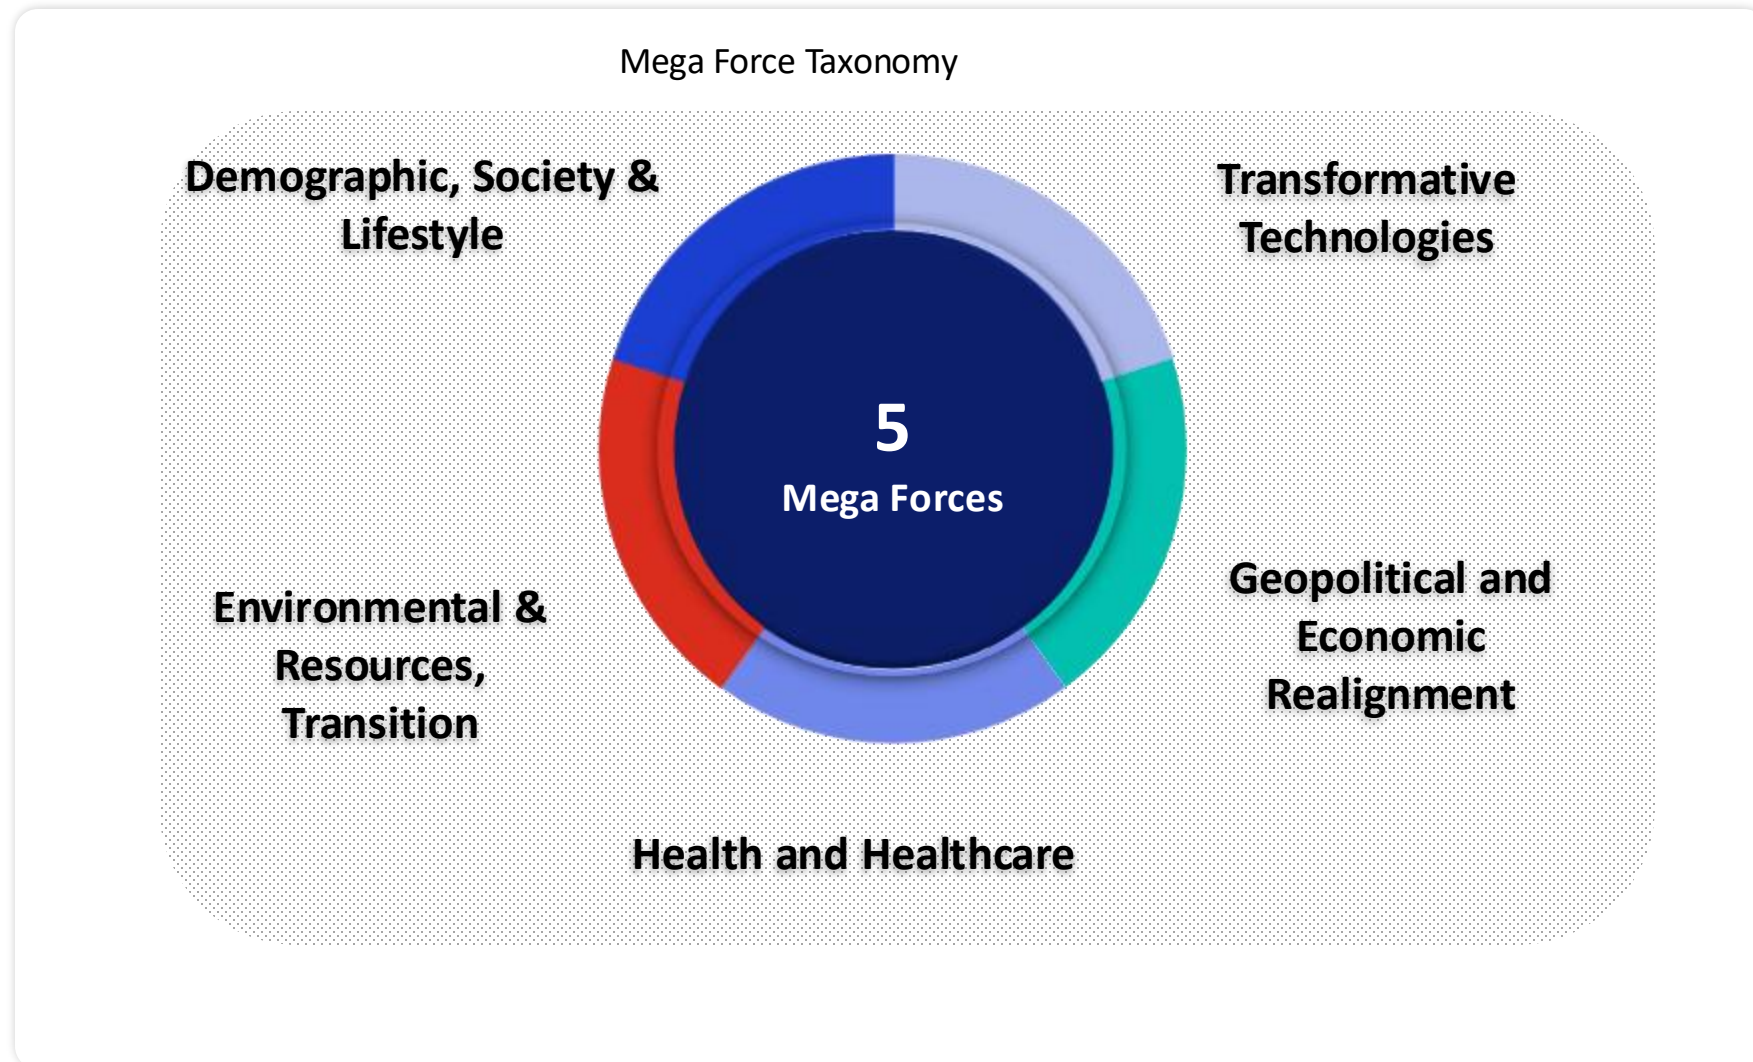 Mega Force Taxonomy
Demographic, Society &
Lifestyle
Transformative
Technologies
5
Mega Forces
Environmental &
Resources,
Transition
Geopolitical and
Economic
Realignment
Health and Healthcare